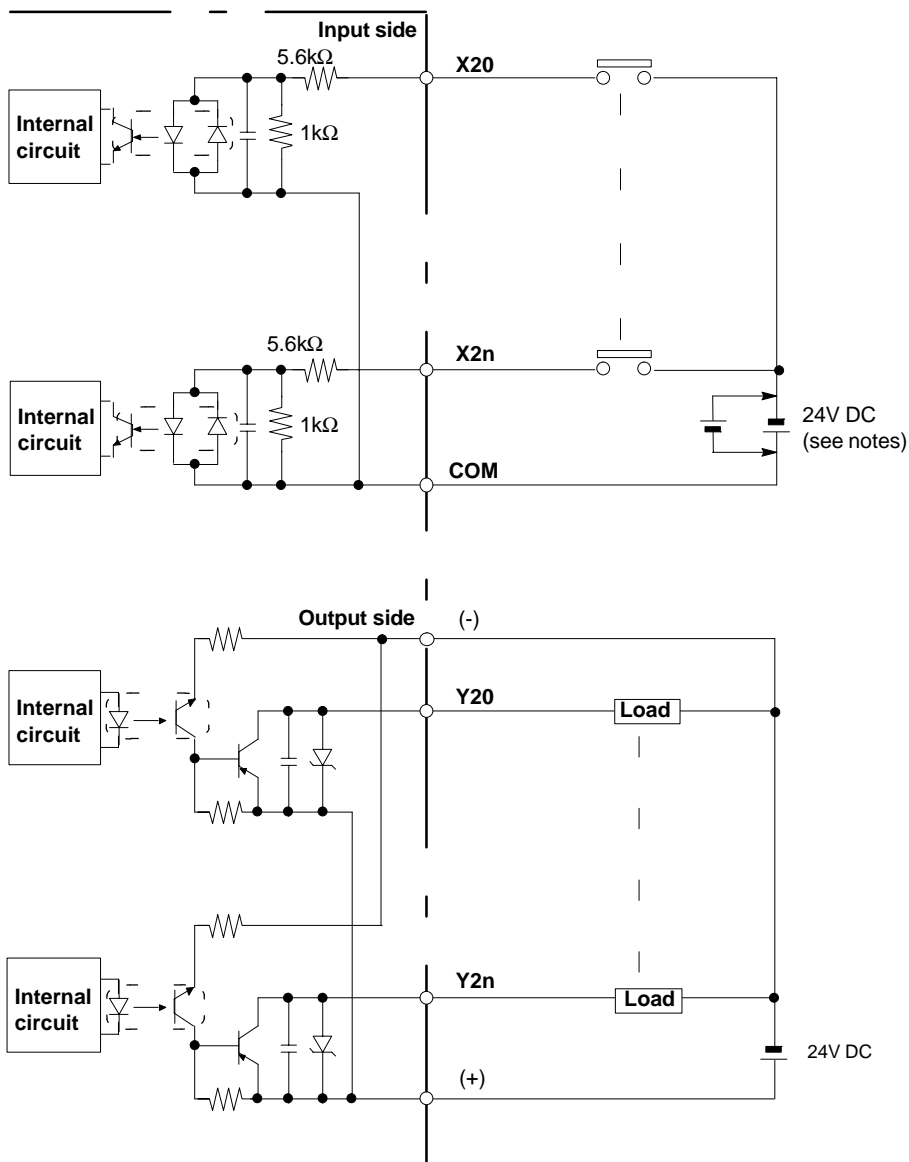 Input side
5.6kΩ
X20
Internal
circuit
1kΩ
5.6kΩ
X2n
Internal
circuit
1kΩ
24V DC
(see notes)
COM
Output side
(-)
Internal
circuit
Y20
Load
Internal
circuit
Y2n
Load
24V DC
(+)